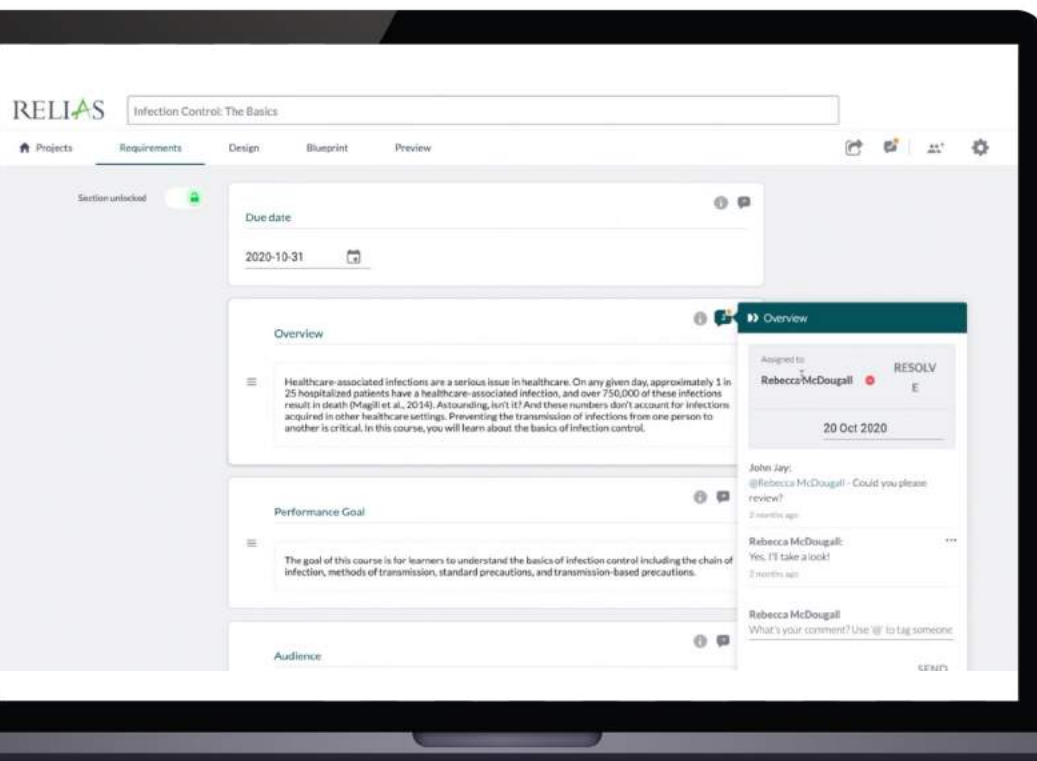 RELIAS
Infection Control: The Basics
Projects
Requirements
Design
Blueprint
Preview
Section unlocked
Due date
2020-10-31
Overview
Healthcare-associated infections are a serious issue in healthcare. On any given day, approximately 1 in
25 hospitalized patients have a healthcare-associated infection, and over 750,000 of these infections
result in death (Magill et al., 2014). Astounding, isn't it? And these numbers don't account for infections
acquired in other healthcare settings. Preventing the transmission of infections from one person to
another is critical. In this course, you will learn about the basics of infection control.
Performance Goal
The goal of this course is for learners to understand the basics of infection control including the chain of
infection, methods of transmission, standard precautions, and transmission-based precautions.
Audience
Overview
Assigned to
Rebecca McDougall
RESOLV
E
20 Oct 2020
John Jay:
@Rebecca McDougall - Could you please
review?
2 months ago
Rebecca McDougall:
Yes, I'll take a look!
2 months ago
Rebecca McDougall
What's your comment? Use '@' to tag someone
SEND